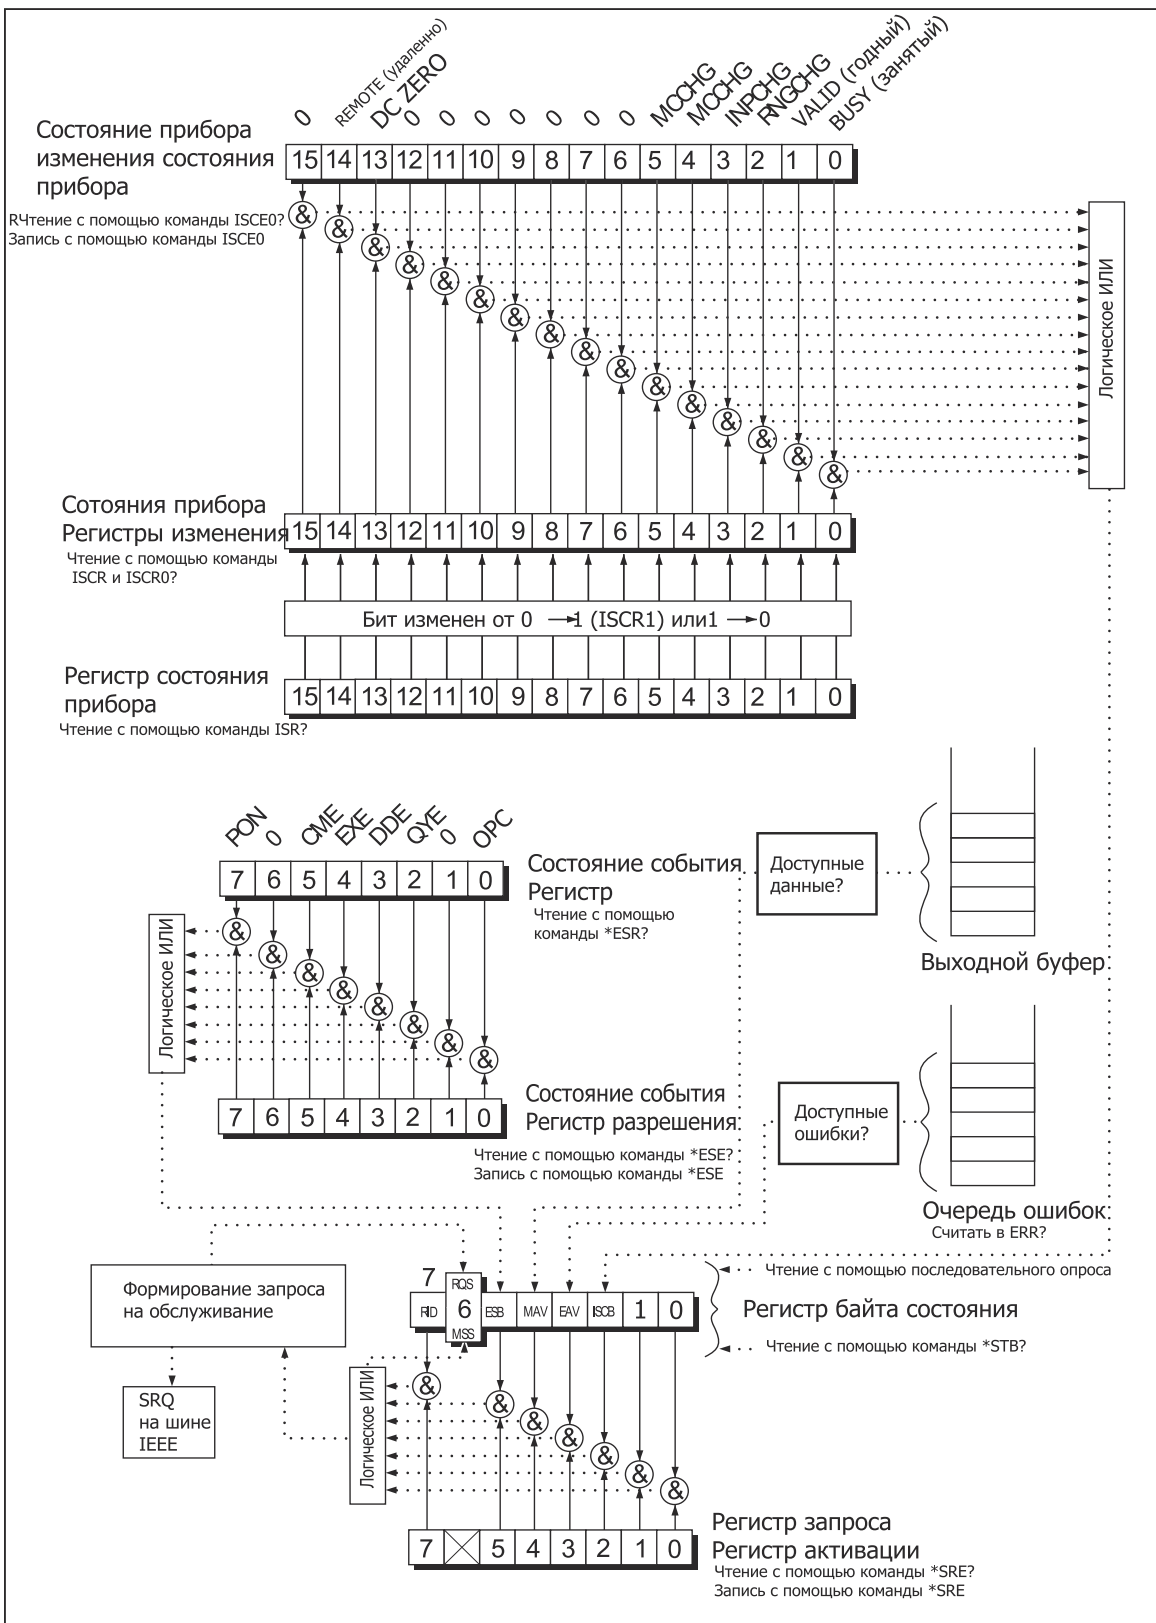 0 REMOTE (удаленно) DC ZERO 0 0 0 0 0 0 0 MCCHG MCCHG INPCHG RNGCHG VALID (годный) BUSY (занятый)
Состояние прибора
изменения состояния
прибора
15 14 13 12 11 10 9 8 7 6 5 4 3 2 1 0
RЧтение с помощью команды ISCE0?
Запись с помощью команды ISCE0
& & & & & & & & & & & & & & & &
Логическое ИЛИ
Сотояния прибора
Регистры изменения
15 14 13 12 11 10 9 8 7 6 5 4 3 2 1 0
Чтение с помощью команды
ISCR и ISCR0?
Бит изменен от 0 → 1 (ISCR1) или1 → 0
Регистр состояния
прибора
15 14 13 12 11 10 9 8 7 6 5 4 3 2 1 0
Чтение с помощью команды ISR?
PON 0 CME EXE DDE QYE 0 OPC
7 6 5 4 3 2 1 0
Состояние события
Регистр
Чтение с помощью
команды *ESR?
Доступные
данные?
Выходной буфер
& & & & & & & &
Логическое ИЛИ
7 6 5 4 3 2 1 0
Состояние события
Регистр разрешения
Чтение с помощью команды *ESE?
Запись с помощью команды *ESE
Доступные
ошибки?
Очередь ошибок
Считать в ERR?
Формирование запроса
на обслуживание
SRQ
на шине
IEEE
7 RQS
RID 6 ESB MAV EAV ISCB 1 0
MSS
Чтение с помощью последовательного опроса
Регистр байта состояния
Чтение с помощью команды *STB?
& & & & & & &
Логическое ИЛИ
7 5 4 3 2 1 0
Регистр запроса
Регистр активации
Чтение с помощью команды *SRE?
Запись с помощью команды *SRE